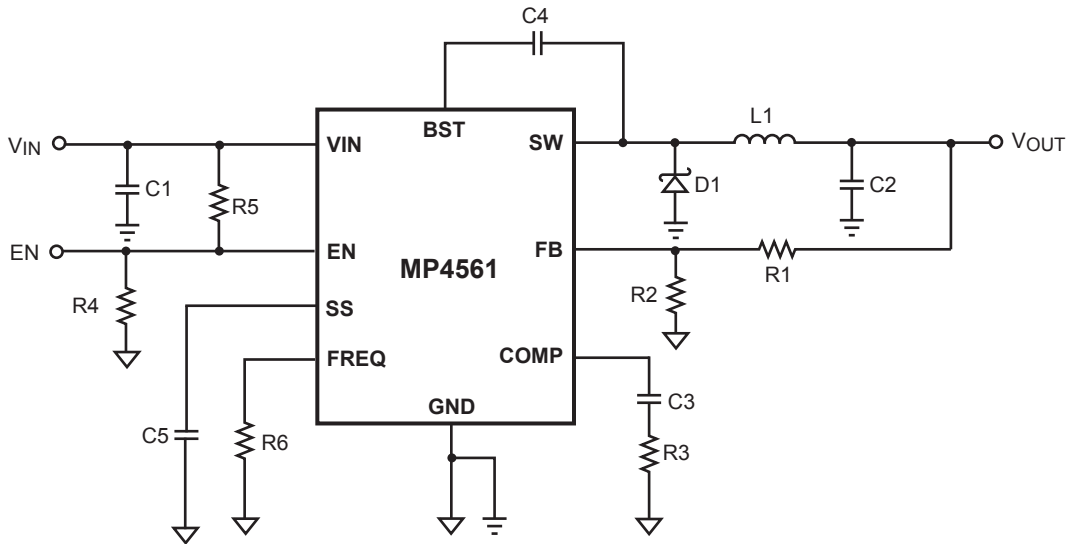 C4
BST
L1
VIN
VIN
SW
VOUT
C1
R5
D1
C2
EN
EN
FB
MP4561
R1
R4
R2
SS
FREQ
COMP
GND
C3
C5
R6
R3